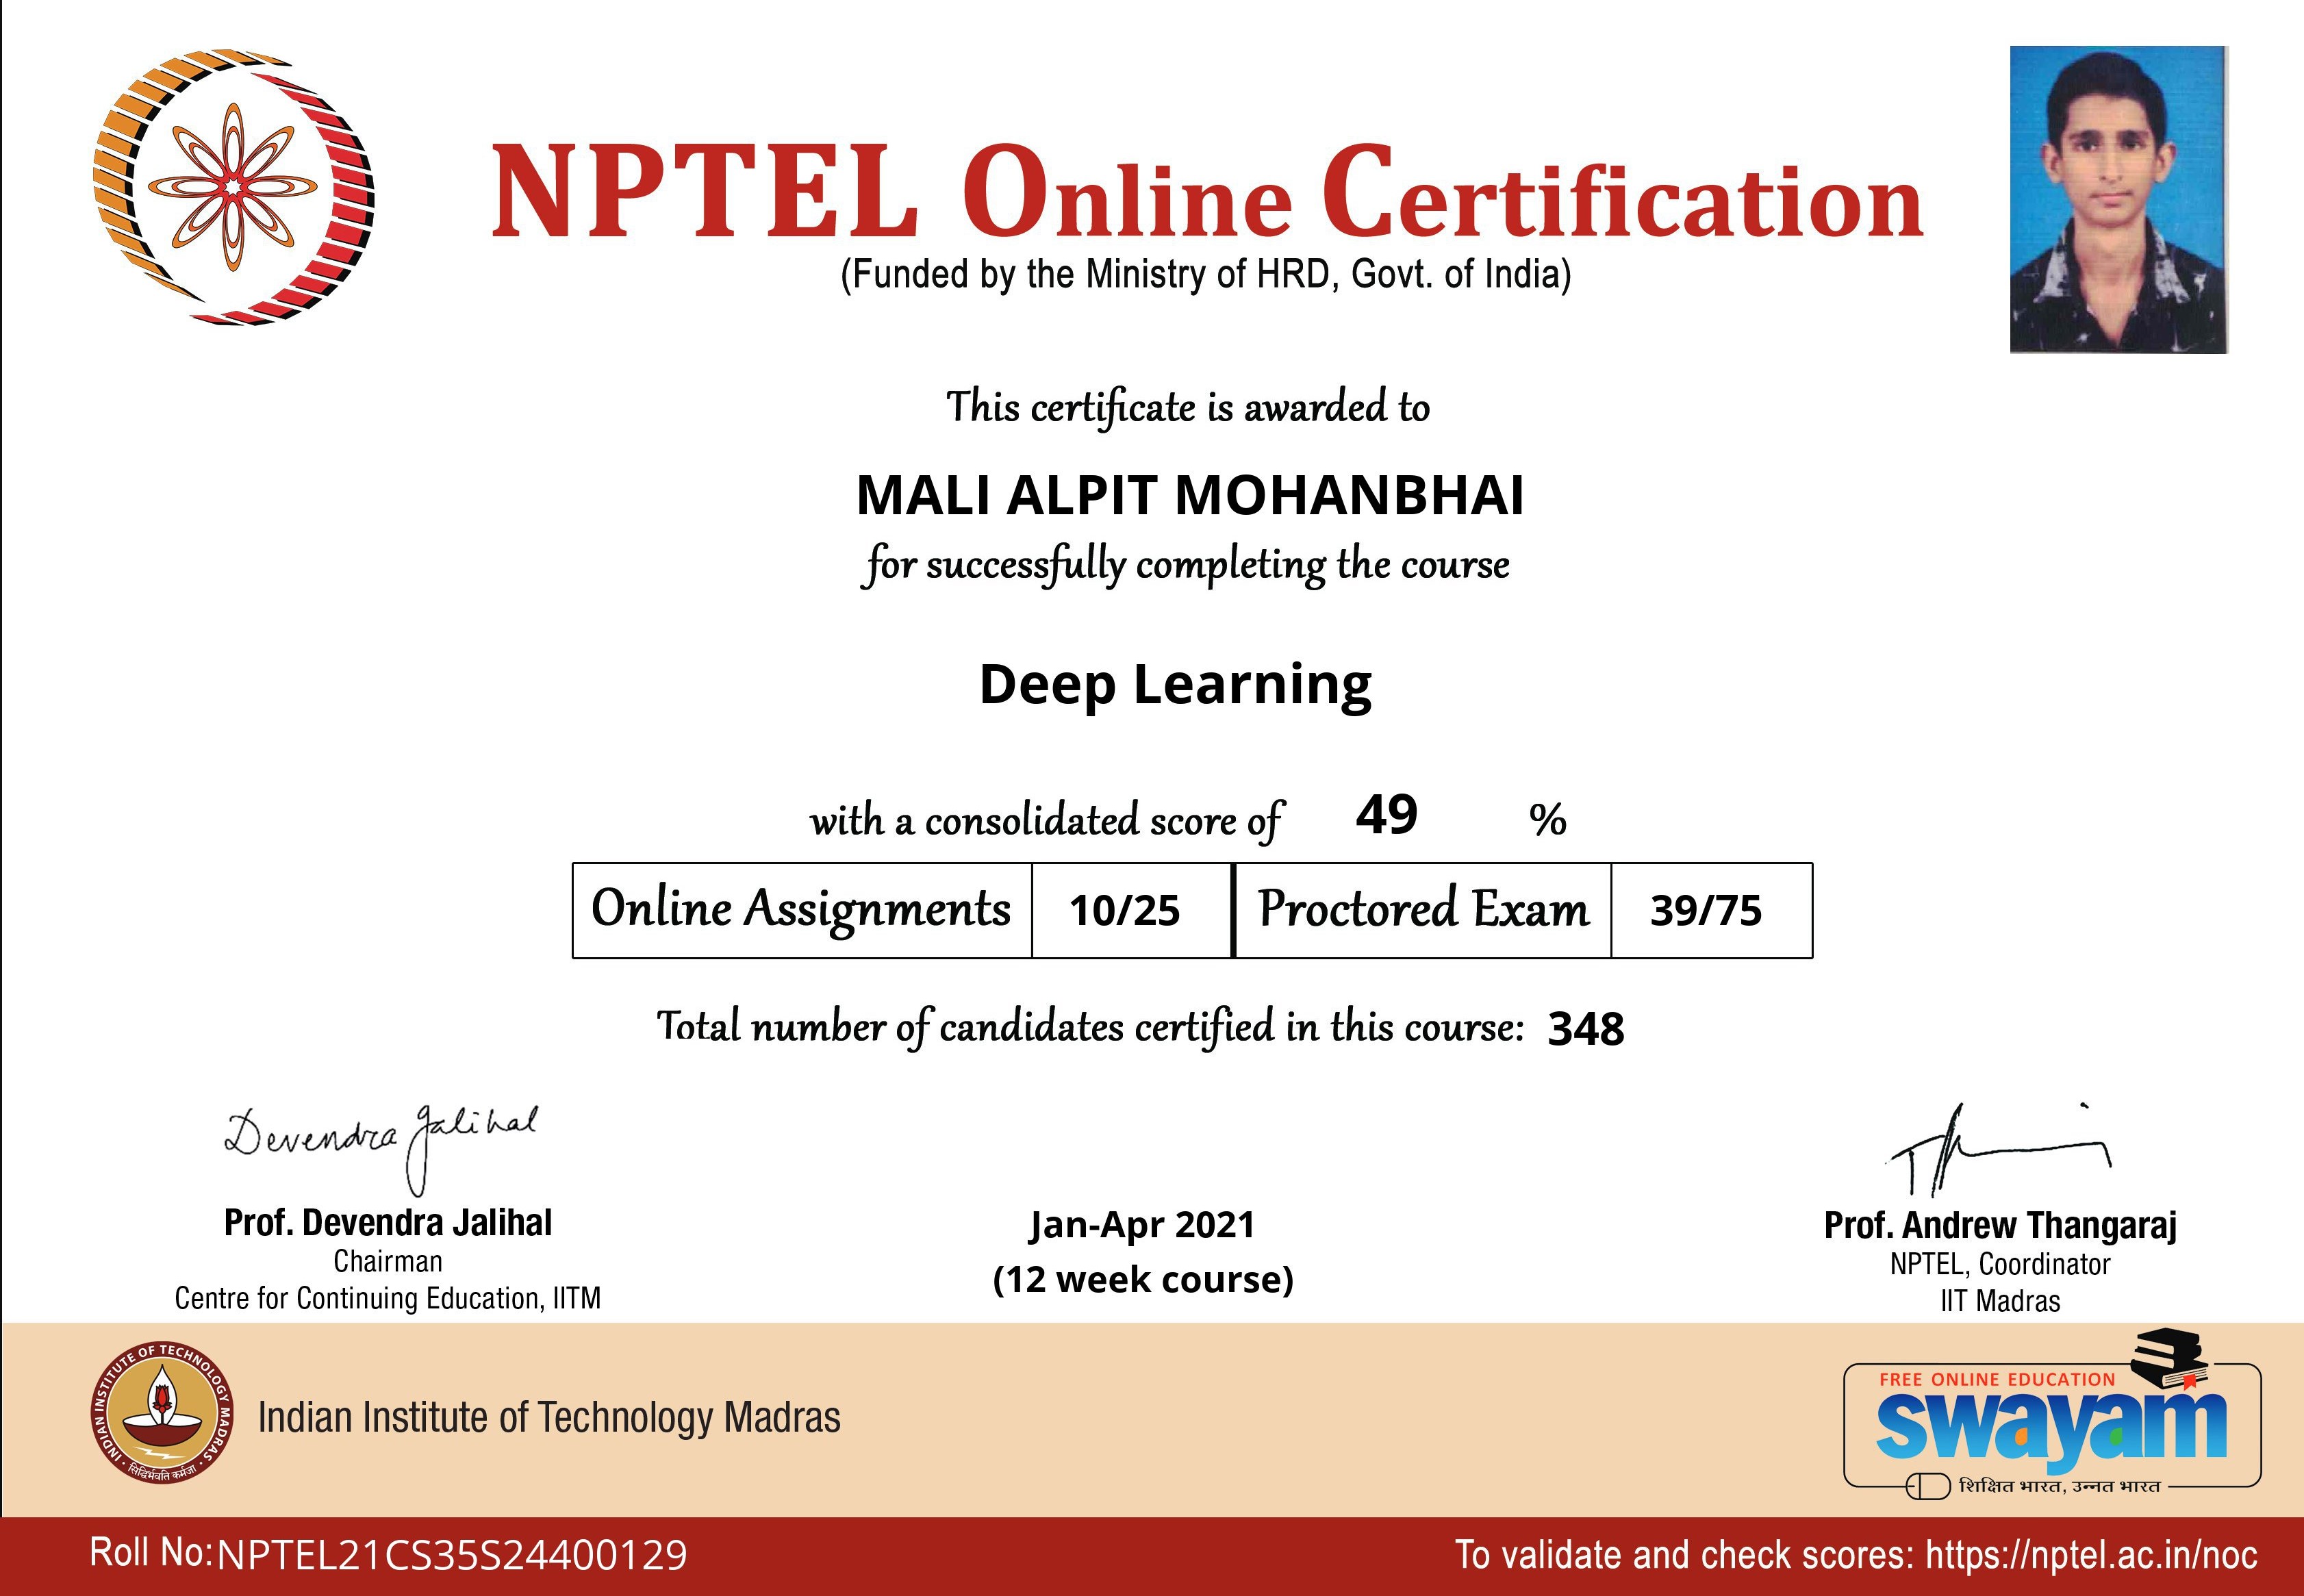 NPTEL Online Certification
(Funded by the Ministry of HRD, Govt. of India)
This certificate is awarded to
MALI ALPIT MOHANBHAI
for successfully completing the course
Deep Learning
with a consolidated score of 49 %
Online Assignments 10/25 Proctored Exam 39/75
Total number of candidates certified in this course: 348
Devendra Jalihal
Prof. Devendra Jalihal
Chairman
Centre for Continuing Education, IITM
Jan-Apr 2021
(12 week course)
Prof. Andrew Thangaraj
NPTEL, Coordinator
IIT Madras
INDIAN INSTITUTE OF TECHNOLOGY MADRAS
सिद्धिर्भवति कर्मजा
Indian Institute of Technology Madras
FREE ONLINE EDUCATION
swayam
शिक्षित भारत, उन्नत भारत
Roll No: NPTEL21CS35S24400129
To validate and check scores: https://nptel.ac.in/noc